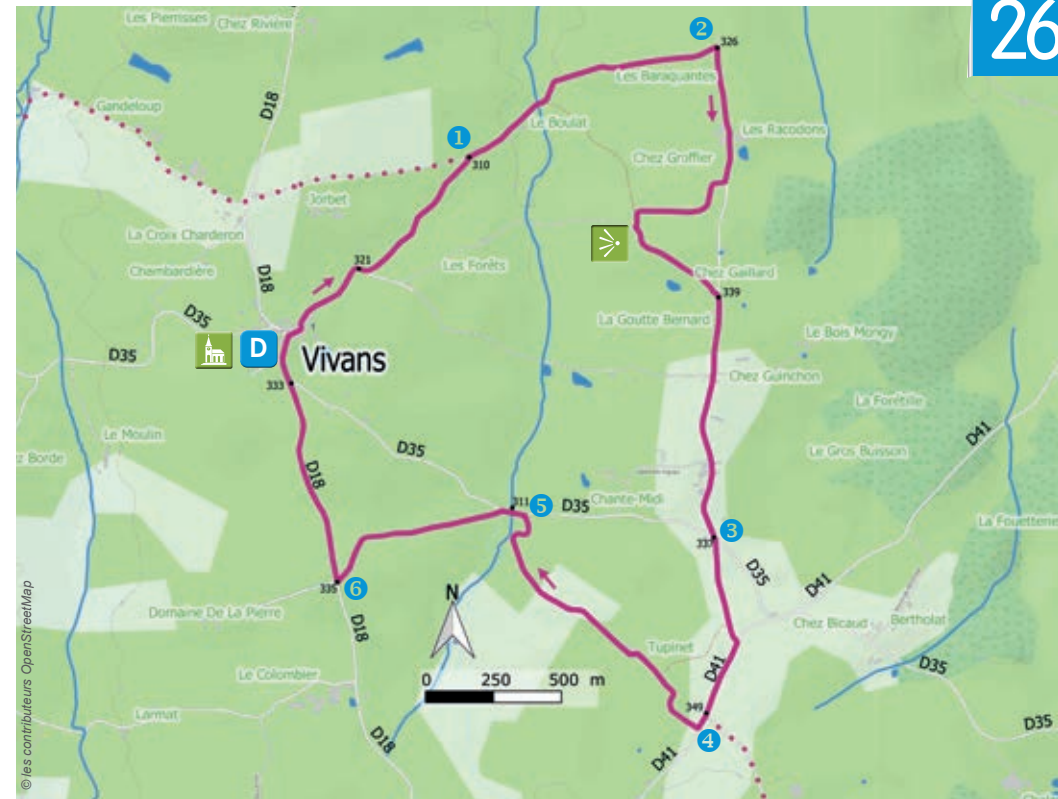 26
Les Pierrisses
Chez Rivière
2
326
D18
Les Baraquantes
Gandeloup
Le Boulat
Les Racodons
1
310
Chez Groffier
Jorbet
La Croix Charderon
321
Les Forêts
Chambardière
D18
Chez Gaillard
339
D35
La Goutte Bernard
Le Bois Mongy
D35
D
Vivans
333
Chez Guinchon
La Forêtille
D41
Le Moulin
D35
Le Gros Buisson
z Borde
D18
311
5
D35
Chante-Midi
La Fouetterie
3
337
D35
D41
335
6
N
Domaine De La Pierre
D18
Chez Bicaud
Bertholat
Tupinet
Le Colombier
0 250 500 m
D41
D35
Larmat
349
4
D35
D18
D41
© les contributeurs OpenStreetMap